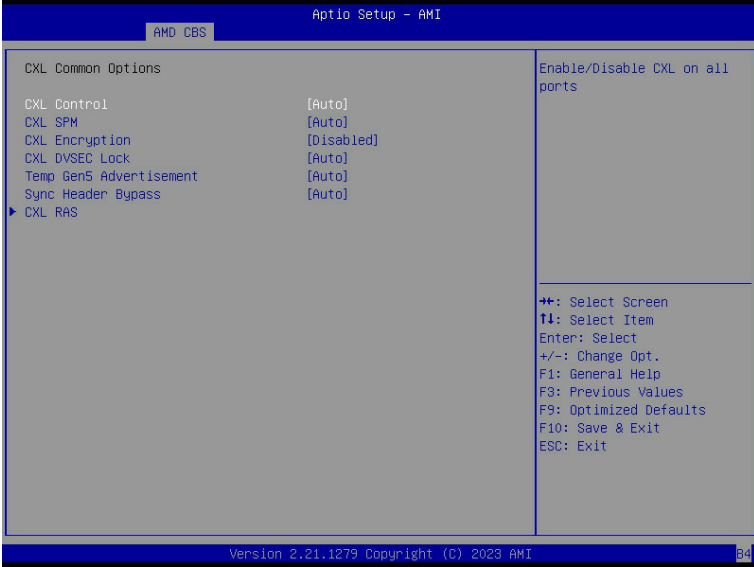 Aptio Setup – AMI
AMD CBS
CXL Common Options
CXL Control [Auto]
CXL SPM [Auto]
CXL Encryption [Disabled]
CXL DVSEC Lock [Auto]
Temp Gen5 Advertisement [Auto]
Sync Header Bypass [Auto]
CXL RAS
Enable/Disable CXL on all
ports
→←: Select Screen
↑↓: Select Item
Enter: Select
+/-: Change Opt.
F1: General Help
F3: Previous Values
F9: Optimized Defaults
F10: Save & Exit
ESC: Exit
Version 2.21.1279 Copyright (C) 2023 AMI
B4